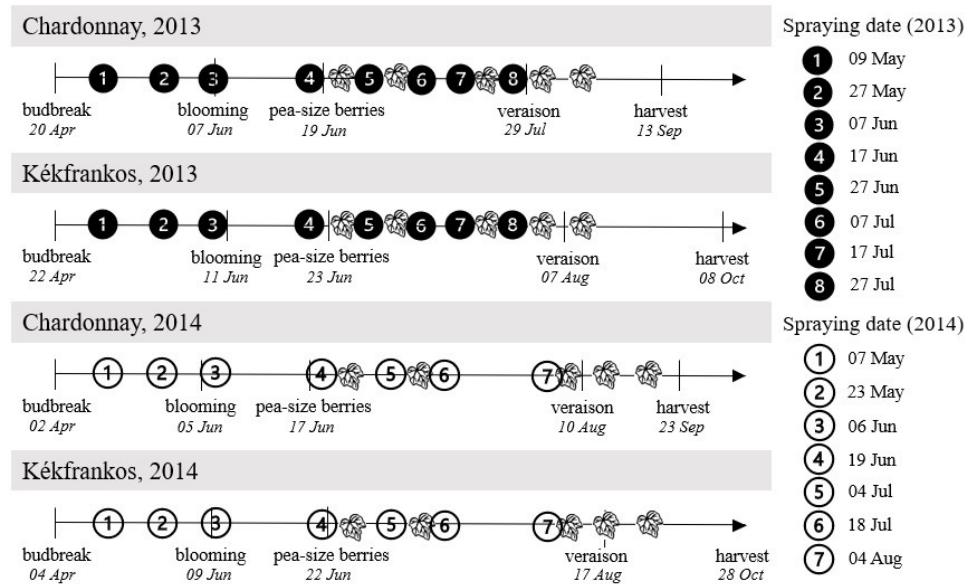 Chardonnay, 2013
1 2 3 4 5 6 7 8
budbreak blooming pea-size berries veraison harvest
20 Apr 07 Jun 19 Jun 29 Jul 13 Sep
Kékfrankos, 2013
1 2 3 4 5 6 7 8
budbreak blooming pea-size berries veraison harvest
22 Apr 11 Jun 23 Jun 07 Aug 08 Oct
Chardonnay, 2014
1 2 3 4 5 6 7
budbreak blooming pea-size berries veraison harvest
02 Apr 05 Jun 17 Jun 10 Aug 23 Sep
Kékfrankos, 2014
1 2 3 4 5 6 7
budbreak blooming pea-size berries veraison harvest
04 Apr 09 Jun 22 Jun 17 Aug 28 Oct
Spraying date (2013)
1 09 May
2 27 May
3 07 Jun
4 17 Jun
5 27 Jun
6 07 Jul
7 17 Jul
8 27 Jul
Spraying date (2014)
1 07 May
2 23 May
3 06 Jun
4 19 Jun
5 04 Jul
6 18 Jul
7 04 Aug